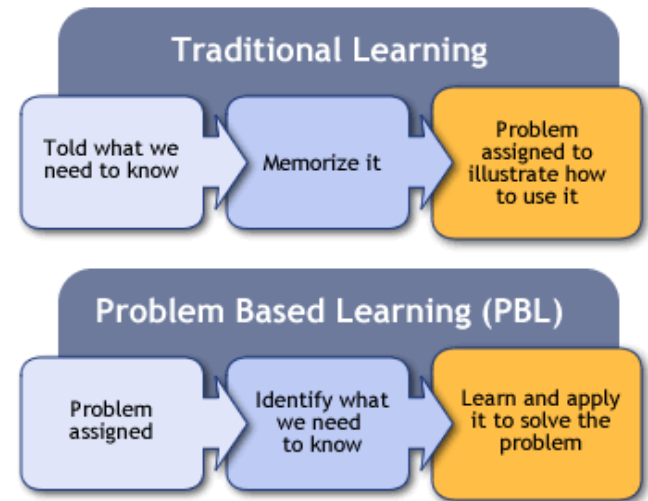 Traditional Learning
Told what we
need to know
Memorize it
Problem
assigned to
illustrate how
to use it
Problem Based Learning (PBL)
Problem
assigned
Identify what
we need
to know
Learn and apply
it to solve the
problem